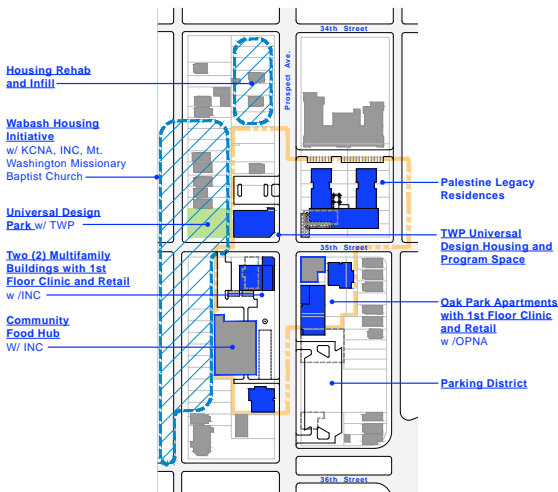 34th Street
Prospect Ave.
Housing Rehab
and Infill
Wabash Housing
Initiative
w/ KCNA, INC, Mt.
Washington Missionary
Baptist Church
Universal Design
Park w/ TWP
Two (2) Multifamily
Buildings with 1st
Floor Clinic and Retail
w /INC
Community
Food Hub
W/ INC
Palestine Legacy
Residences
TWP Universal
Design Housing and
Program Space
35th Street
Oak Park Apartments
with 1st Floor Clinic
and Retail
w /OPNA
Parking District
36th Street